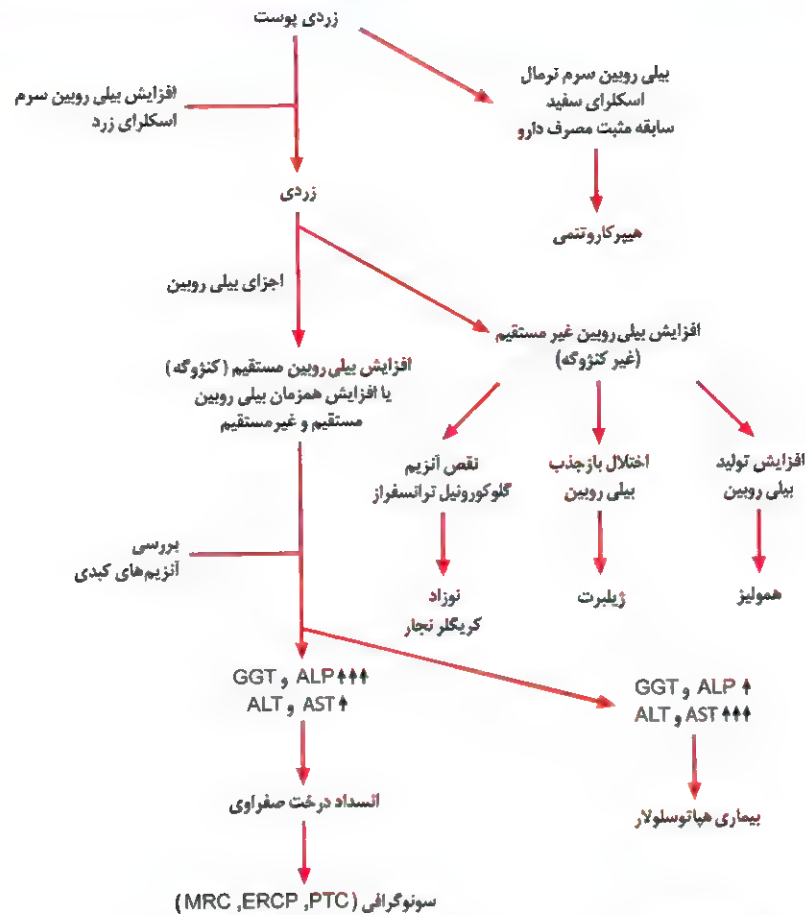 زردی پوست
بیلی روبین سرم نرمال
اسکلرای سفید
سابقه مثبت مصرف دارو
افزایش بیلی روبین سرم
اسکلرای زرد
زردی
هیپرکاروتنمی
اجزای بیلی روبین
افزایش بیلی روبین غیر مستقیم
(غیر کنژوگه)
افزایش بیلی روبین مستقیم (کنژوگه)
یا افزایش همزمان بیلی روبین
مستقیم و غیرمستقیم
نقص آنزیم
گلوکورونیل ترانسفراز
اختلال بازجذب
بیلی روبین
افزایش تولید
بیلی روبین
بررسی
آنزیم‌های کبدی
نوزاد
کریگلر نجار
ژیلبرت
همولیز
GGT و ALP ↑↑↑
ALT و AST ↑
GGT و ALP ↑
ALT و AST ↑↑↑
انسداد درخت صفراوی
بیماری هپاتوسلولار
سونوگرافی (MRC ,ERCP ,PTC)